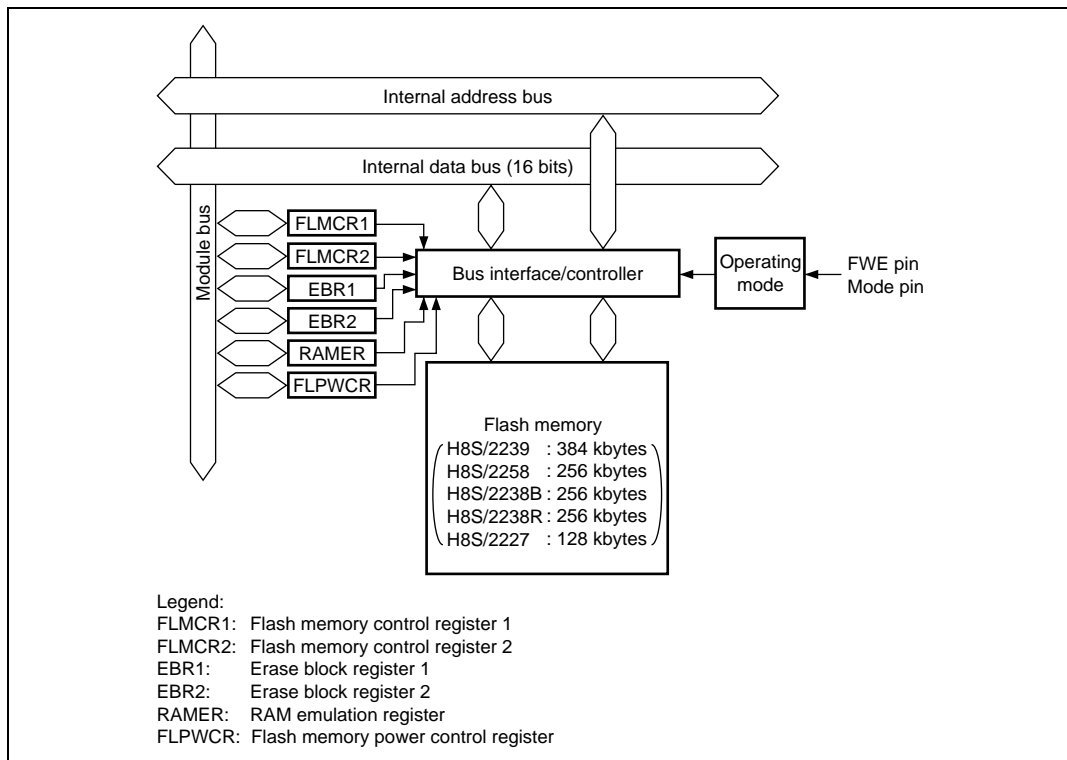 Internal address bus
Internal data bus (16 bits)
Module bus
FLMCR1
FLMCR2
EBR1
EBR2
RAMER
FLPWCR
Bus interface/controller
Operating
mode
FWE pin
Mode pin
Flash memory
H8S/2239 : 384 kbytes
H8S/2258 : 256 kbytes
H8S/2238B : 256 kbytes
H8S/2238R : 256 kbytes
H8S/2227 : 128 kbytes
Legend:
FLMCR1: Flash memory control register 1
FLMCR2: Flash memory control register 2
EBR1: Erase block register 1
EBR2: Erase block register 2
RAMER: RAM emulation register
FLPWCR: Flash memory power control register